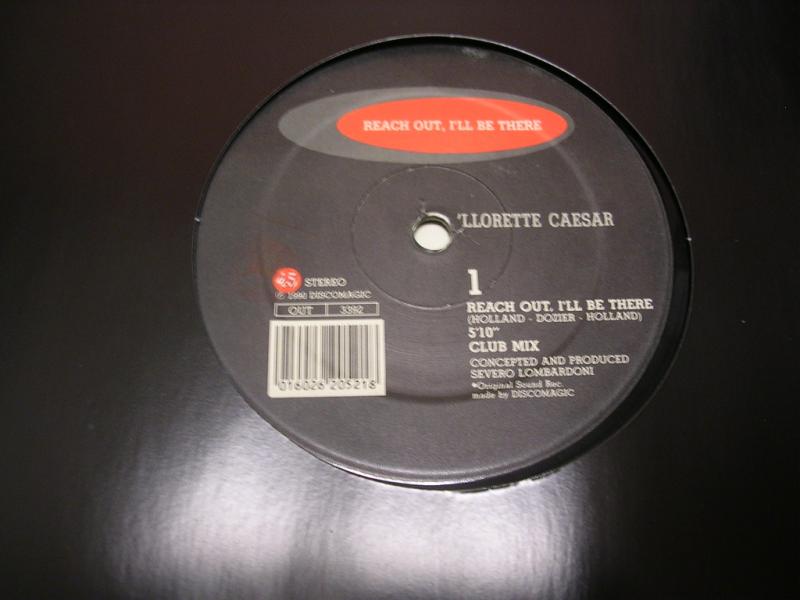 REACH OUT, I'LL BE THERE
'LLORETTE CAESAR
45 STEREO
℗ 1990 DISCOMAGIC
OUT 3392
016026 205218
1
REACH OUT, I'LL BE THERE
(HOLLAND - DOZIER - HOLLAND)
5'10"
CLUB MIX
CONCEPTED AND PRODUCED
SEVERO LOMBARDONI
*Original Sound Rec.
made by DISCOMAGIC